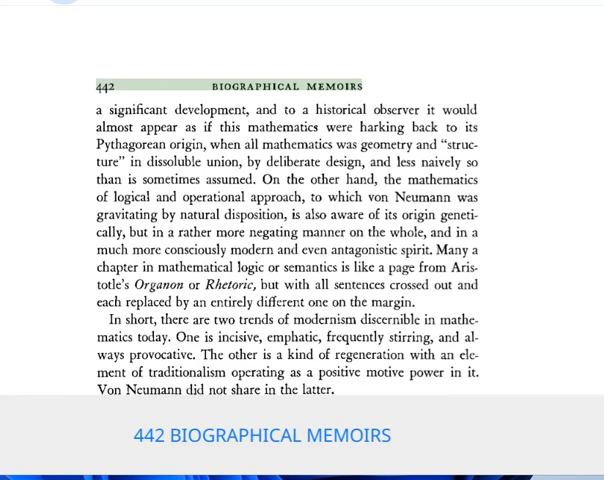 442 BIOGRAPHICAL MEMOIRS
a significant development, and to a historical observer it would
almost appear as if this mathematics were harking back to its
Pythagorean origin, when all mathematics was geometry and “struc-
ture” in dissoluble union, by deliberate design, and less naively so
than is sometimes assumed. On the other hand, the mathematics
of logical and operational approach, to which von Neumann was
gravitating by natural disposition, is also aware of its origin geneti-
cally, but in a rather more negating manner on the whole, and in a
much more consciously modern and even antagonistic spirit. Many a
chapter in mathematical logic or semantics is like a page from Aris-
totle’s Organon or Rhetoric, but with all sentences crossed out and
each replaced by an entirely different one on the margin.
In short, there are two trends of modernism discernible in mathe-
matics today. One is incisive, emphatic, frequently stirring, and al-
ways provocative. The other is a kind of regeneration with an ele-
ment of traditionalism operating as a positive motive power in it.
Von Neumann did not share in the latter.
442 BIOGRAPHICAL MEMOIRS